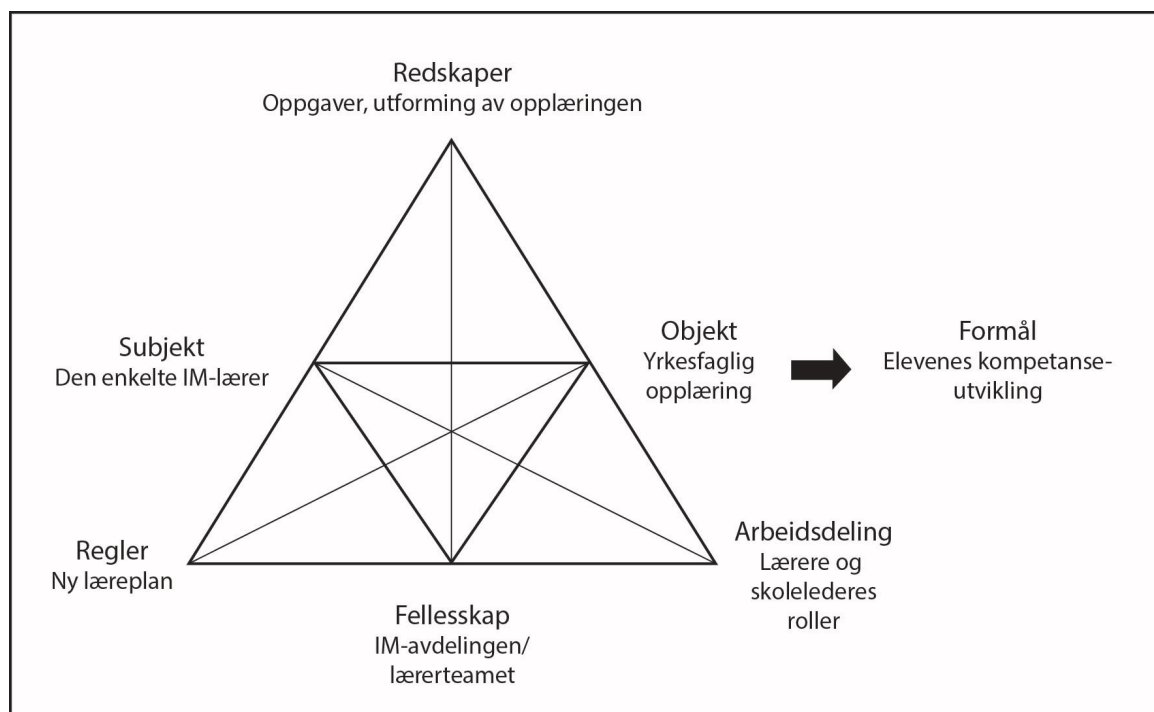 Redskaper
Oppgaver, utforming av opplæringen
Subjekt
Den enkelte IM-lærer
Objekt
Yrkesfaglig
opplæring
Formål
Elevenes kompetanse-
utvikling
Regler
Ny læreplan
Fellesskap
IM-avdelingen/
lærerteamet
Arbeidsdeling
Lærere og
skolelederes
roller